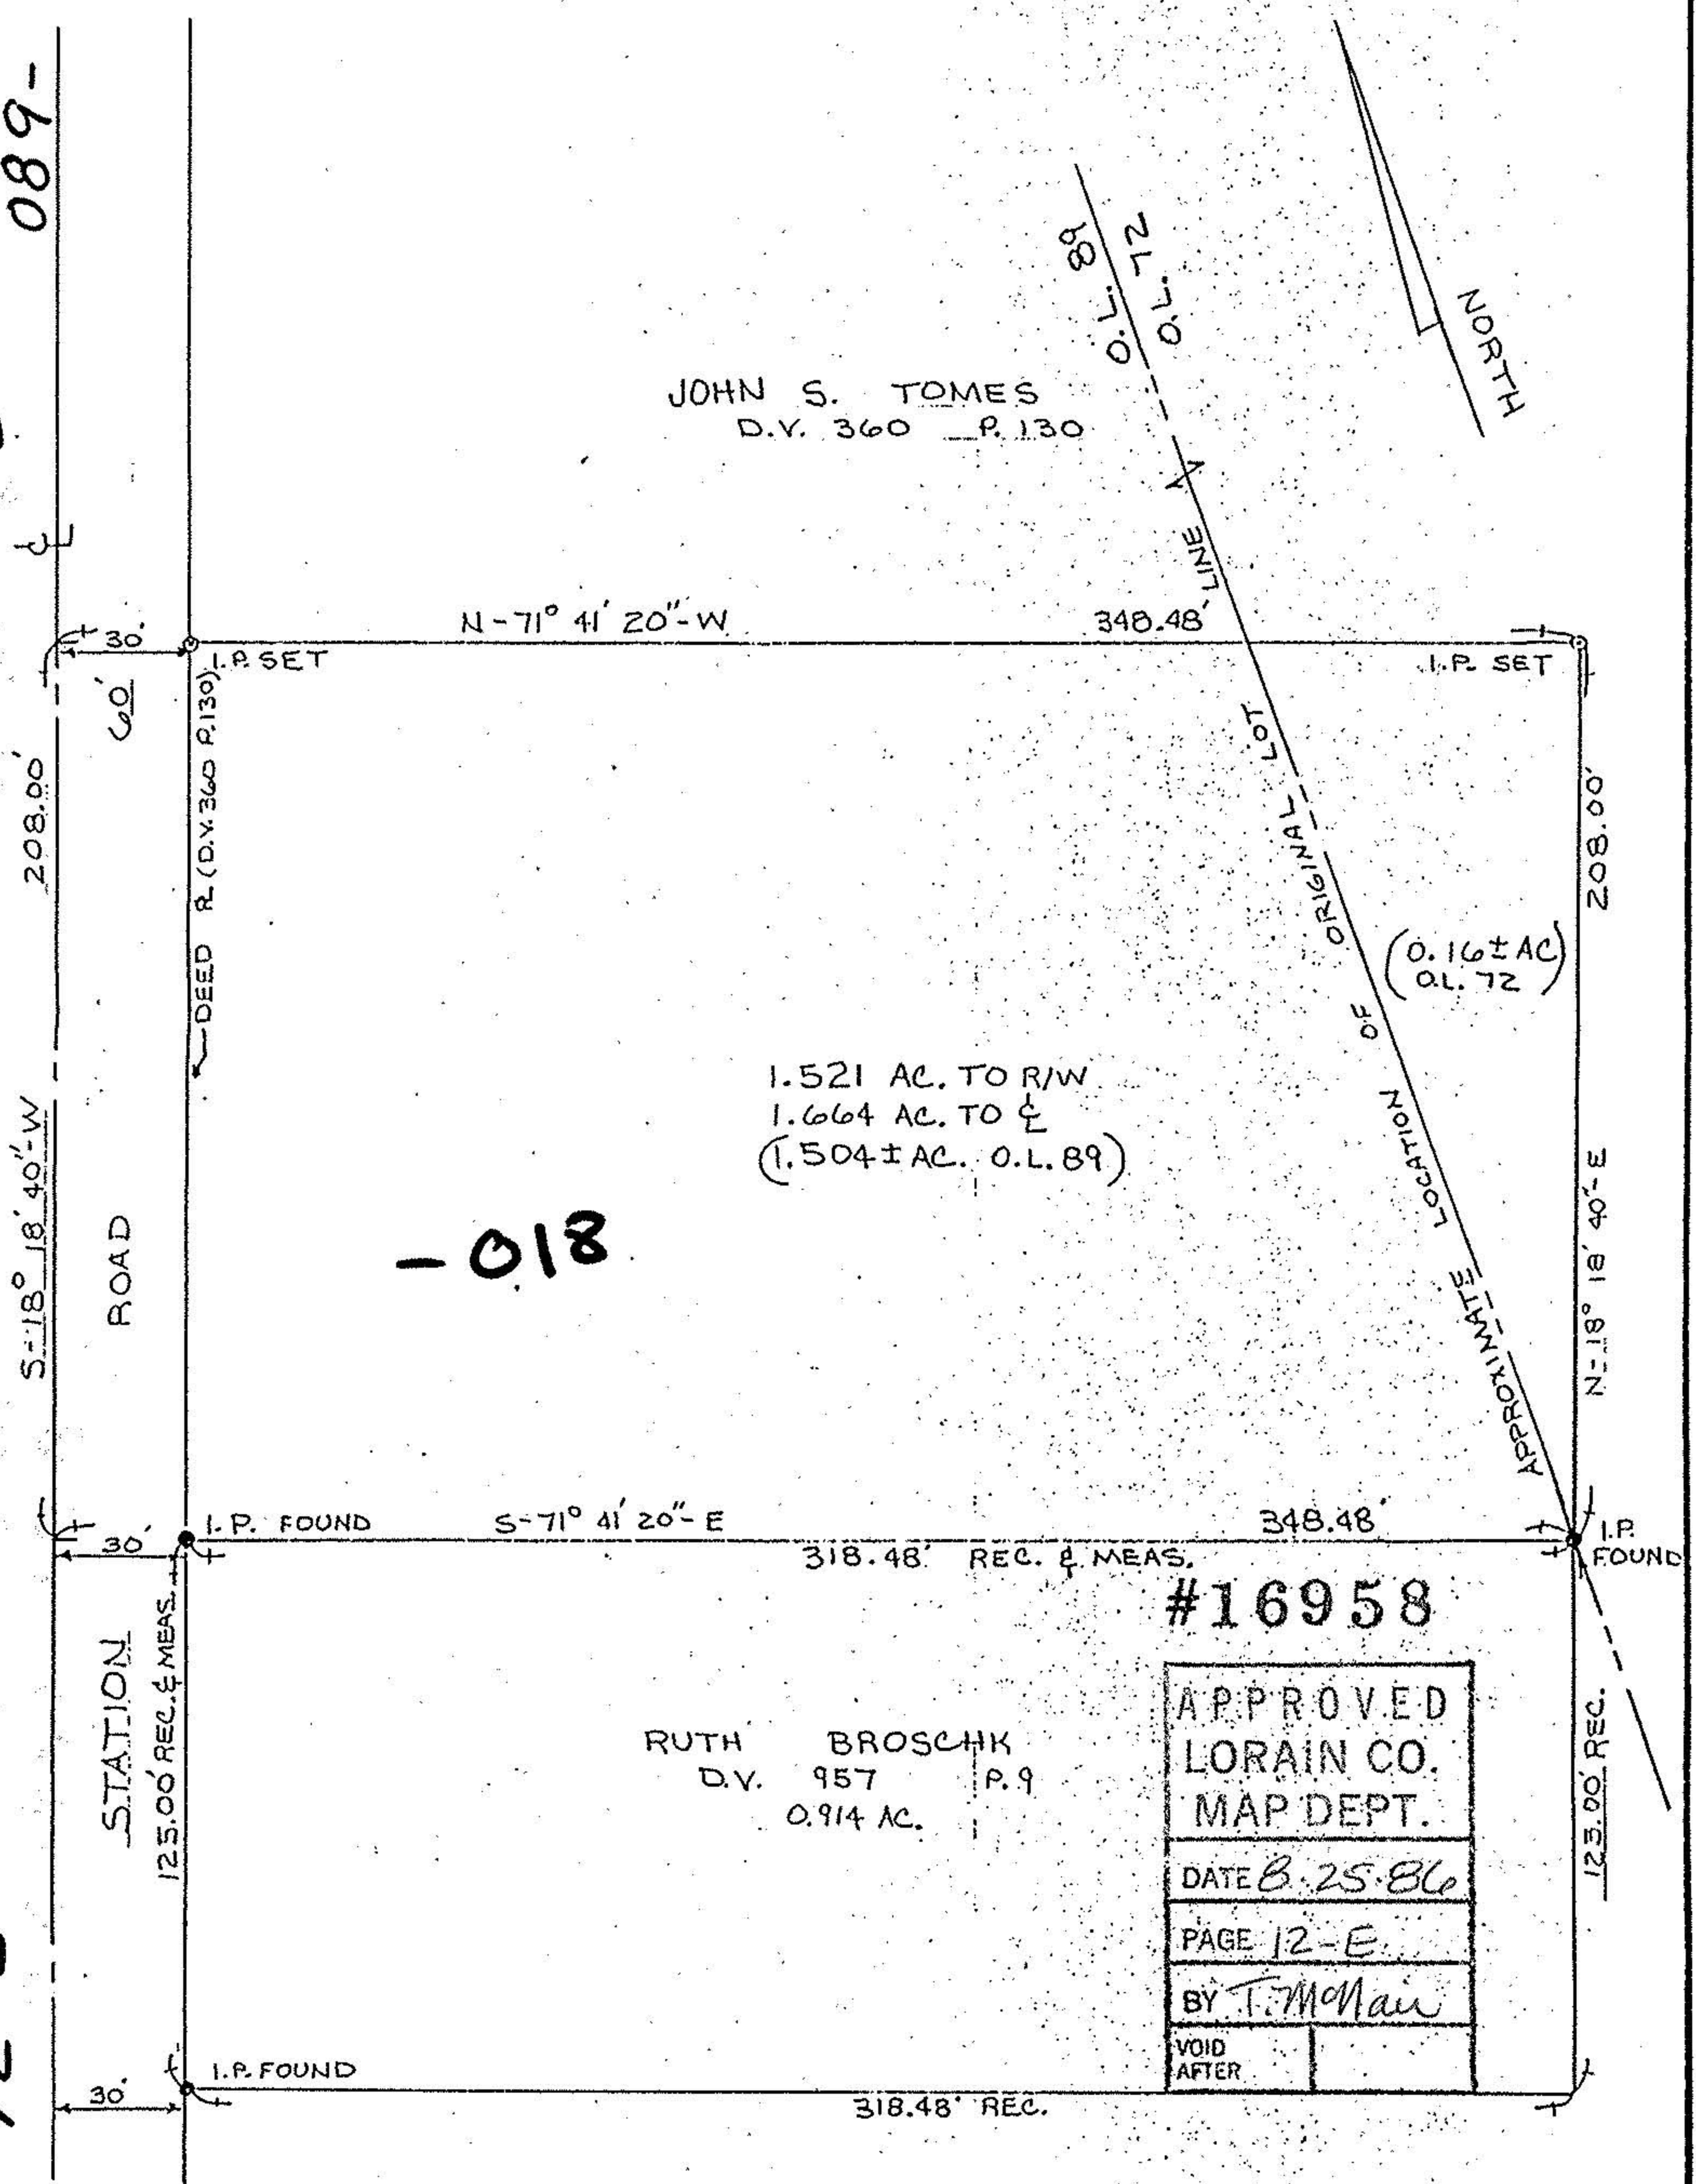 089-
O.L. 89
O.L. 72
NORTH
JOHN S. TOMES
D.V. 360 P. 130
N-71° 41' 20"-W
348.48'
30'
I.P. SET
I.P. SET
60'
208.00'
DEED R (D.V. 360 P. 130)
208.00'
APPROXIMATE LOCATION OF ORIGINAL LOT LINE
(0.16± AC
O.L. 72)
1.521 AC. TO R/W
1.664 AC. TO ℄
(1.504± AC. O.L. 89)
S-18° 18' 40"-W
ROAD
-018
N-18° 18' 40"-E
I.P. FOUND
S-71° 41' 20"-E
348.48'
30'
318.48' REC. & MEAS.
I.P.
FOUND
#16958
STATION
125.00' REC. & MEAS.
RUTH BROSCHK
D.V. 957 P. 9
0.914 AC.
APPROVED
LORAIN CO.
MAP DEPT.
DATE 8-25-86
PAGE 12-E
BY T. McNair
VOID
AFTER
125.00' REC.
I.P. FOUND
30'
318.48' REC.